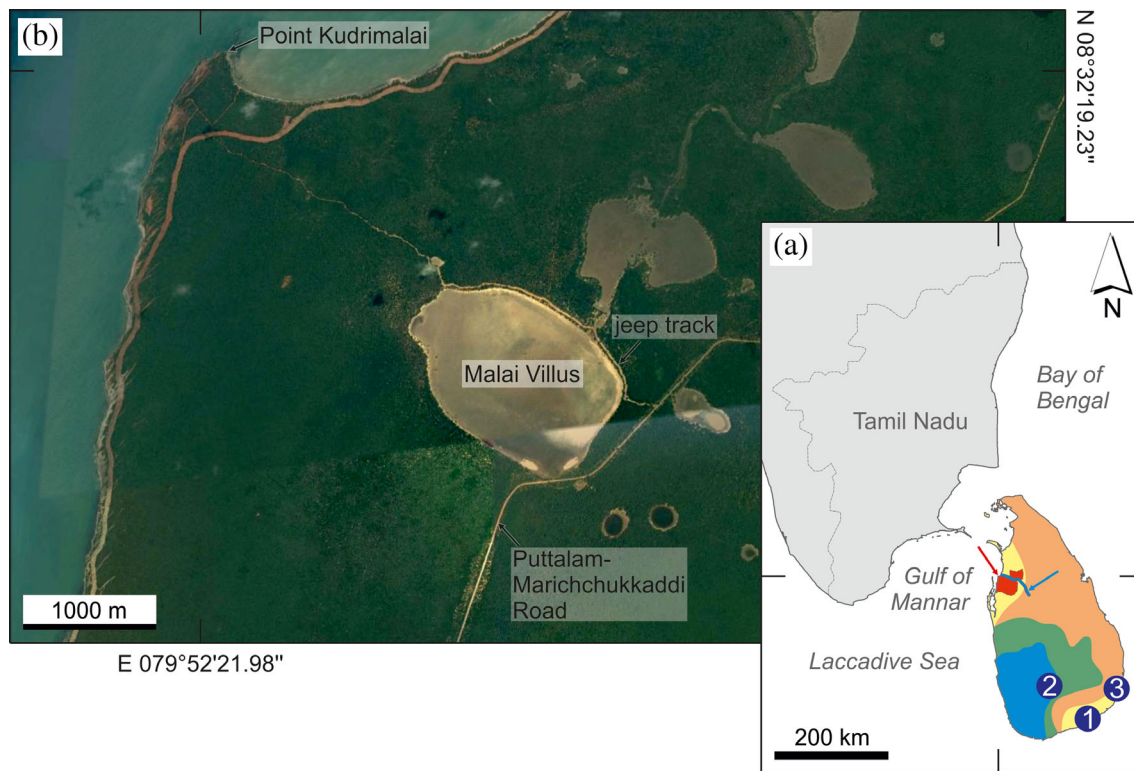 (b)
Point Kudrimalai
N 08°32'19.23"
jeep track
Malai Villus
Puttalam-
Marichchukkaddi
Road
1000 m
E 079°52'21.98"
(a)
N
Bay of
Bengal
Tamil Nadu
Gulf of
Mannar
Laccadive Sea
2
3
1
200 km